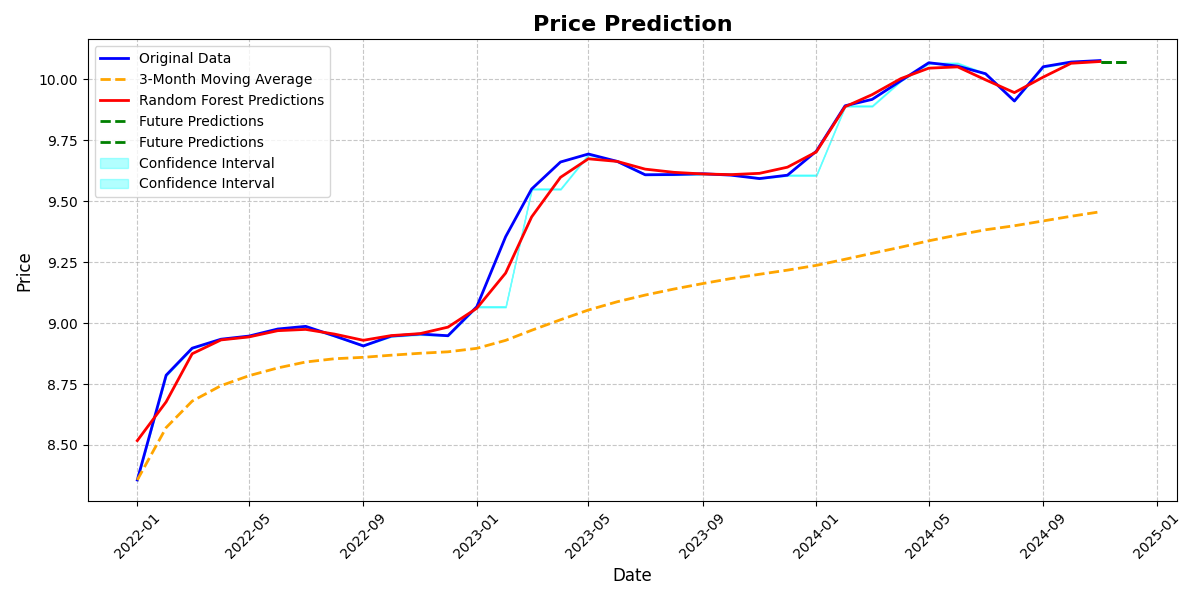 Price Prediction
Original Data
3-Month Moving Average
Random Forest Predictions
Future Predictions
Future Predictions
Confidence Interval
Confidence Interval
Price
10.00
9.75
9.50
9.25
9.00
8.75
8.50
2022-01
2022-05
2022-09
2023-01
2023-05
2023-09
2024-01
2024-05
2024-09
2025-01
Date